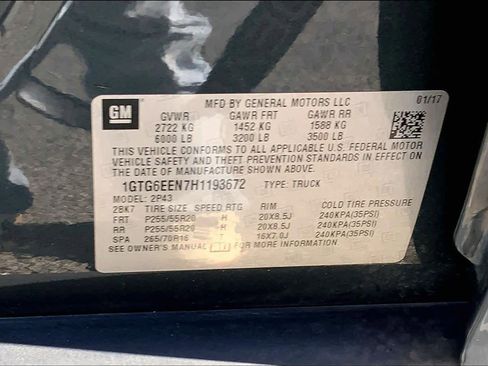 GM
MFD BY GENERAL MOTORS LLC 01/17
GVWR GAWR FRT GAWR RR
2722 KG 1452 KG 1588 KG
6000 LB 3200 LB 3500 LB
THIS VEHICLE CONFORMS TO ALL APPLICABLE U.S. FEDERAL MOTOR
VEHICLE SAFETY AND THEFT PREVENTION STANDARDS IN EFFECT ON
THE DATE OF MANUFACTURE SHOWN ABOVE.
1GTG6EEN7H1193672 TYPE: TRUCK
MODEL: 2P43
2BK7 TIRE SIZE SPEED RTG RIM COLD TIRE PRESSURE
FRT P255/55R20 H 20X8.5J 240KPA(35PSI)
RR P255/55R20 H 20X8.5J 240KPA(35PSI)
SPA 265/70R16 16X7.0J 240KPA(35PSI)
SEE OWNER'S MANUAL